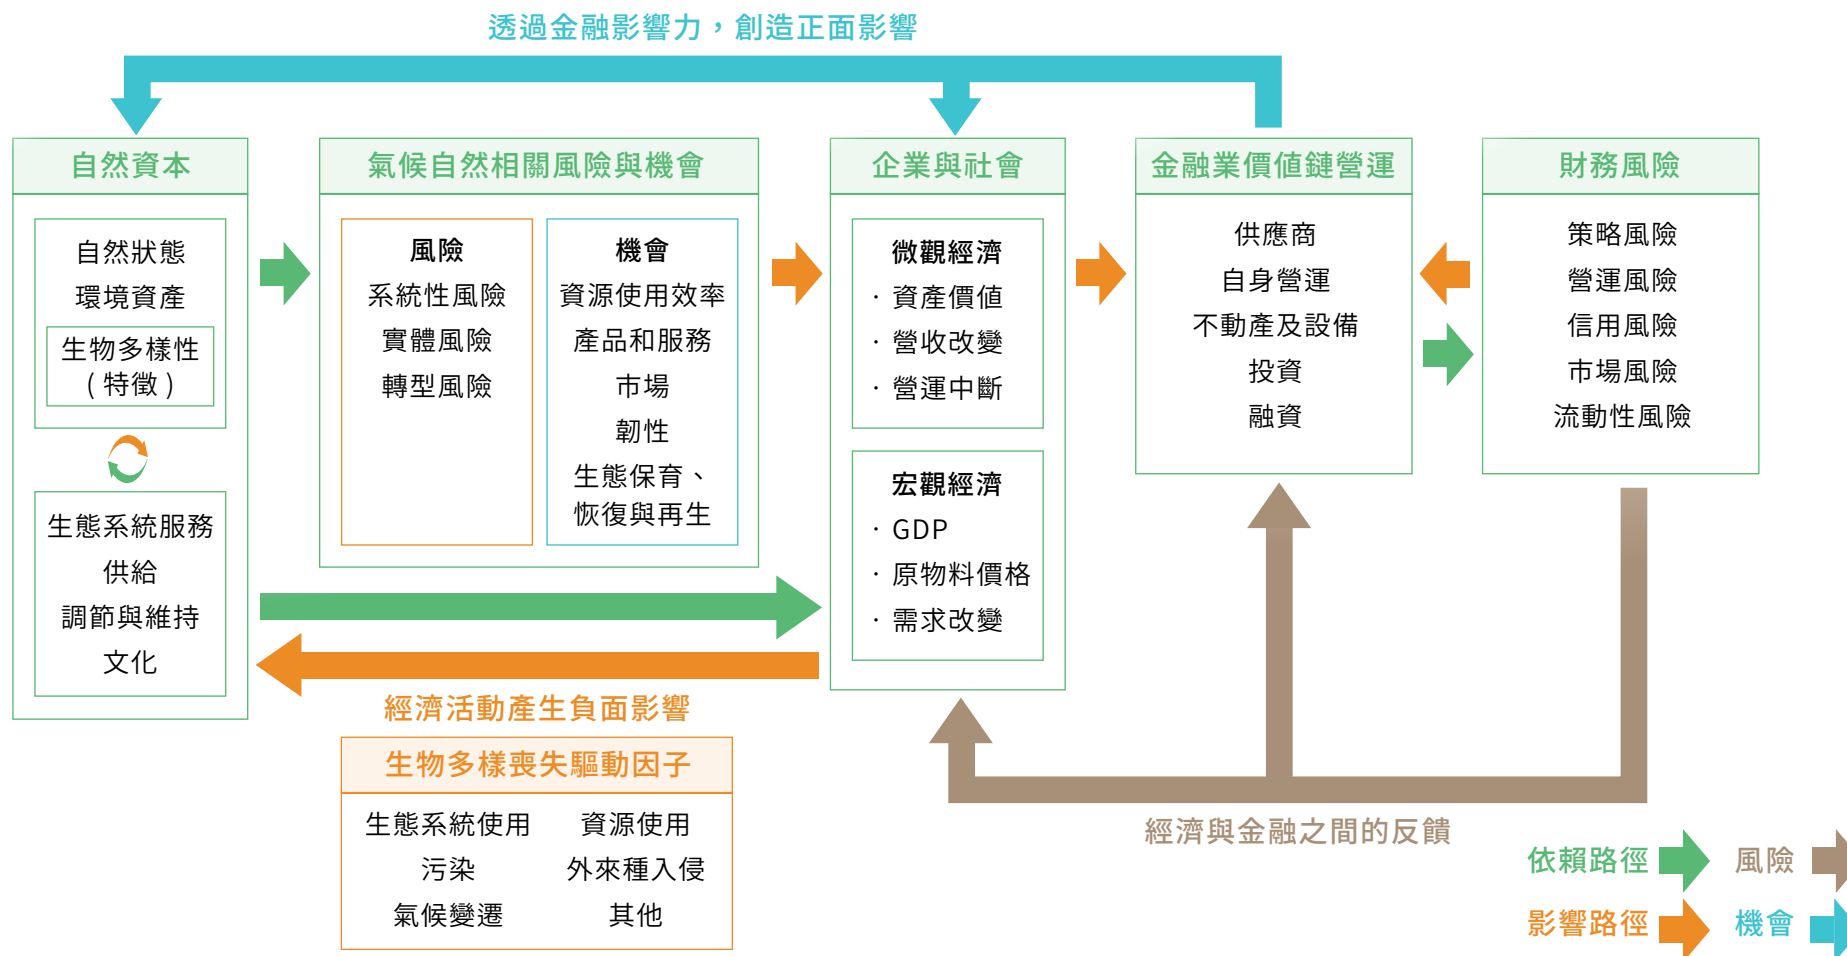 透過金融影響力，創造正面影響
自然資本
自然狀態
環境資產
生物多樣性
(特徵)
生態系統服務
供給
調節與維持
文化
氣候自然相關風險與機會
風險
系統性風險
實體風險
轉型風險
機會
資源使用效率
產品和服務
市場
韌性
生態保育、
恢復與再生
企業與社會
微觀經濟
· 資產價值
· 營收改變
· 營運中斷
宏觀經濟
· GDP
· 原物料價格
· 需求改變
金融業價值鏈營運
供應商
自身營運
不動產及設備
投資
融資
財務風險
策略風險
營運風險
信用風險
市場風險
流動性風險
經濟活動產生負面影響
生物多樣喪失驅動因子
生態系統使用
資源使用
污染
外來種入侵
氣候變遷
其他
經濟與金融之間的反饋
依賴路徑
風險
影響路徑
機會